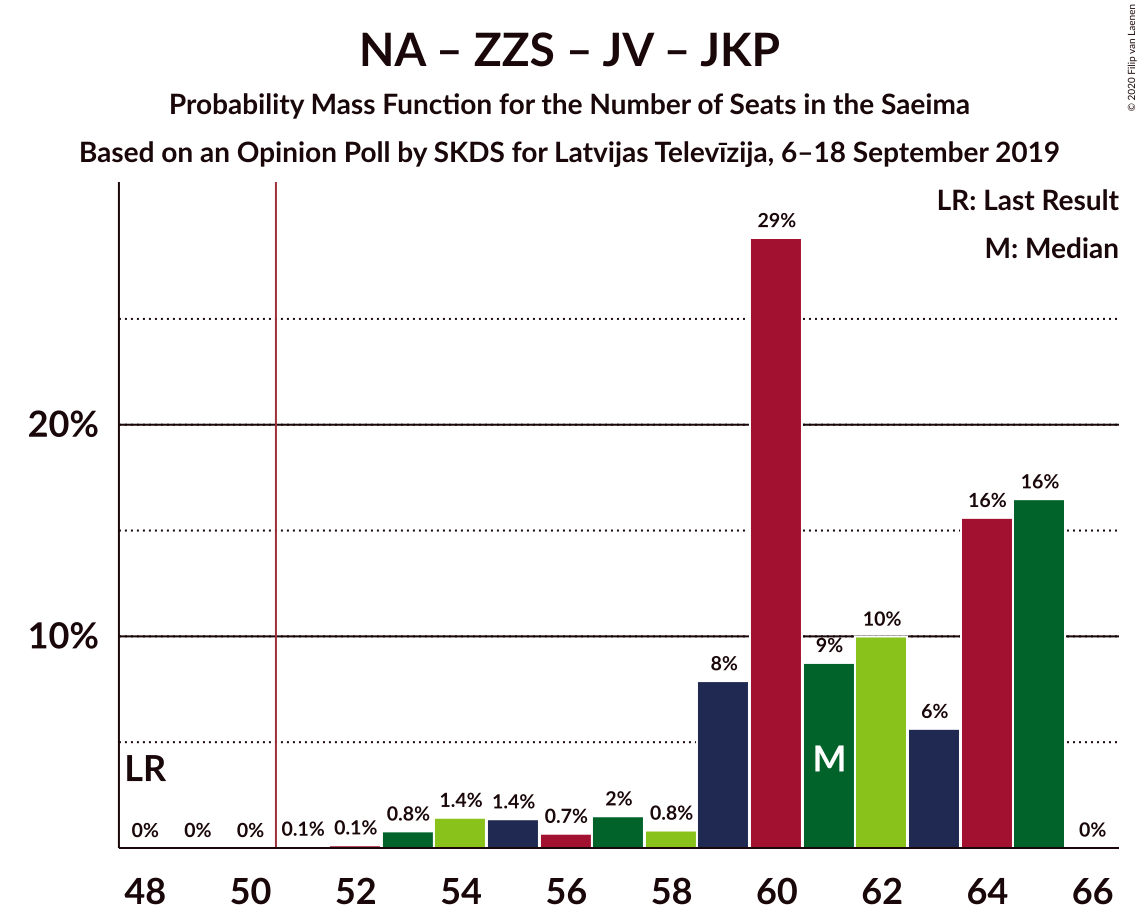 NA – ZZS – JV – JKP
Probability Mass Function for the Number of Seats in the Saeima
Based on an Opinion Poll by SKDS for Latvijas Televīzija, 6–18 September 2019
© 2020 Filip van Laenen
LR: Last Result
M: Median
29%
20%
16%
16%
10%
10%
9%
8%
6%
M
LR
0% 0% 0% 0.1% 0.1% 0.8% 1.4% 1.4% 0.7% 2% 0.8% 0%
48 50 52 54 56 58 60 62 64 66